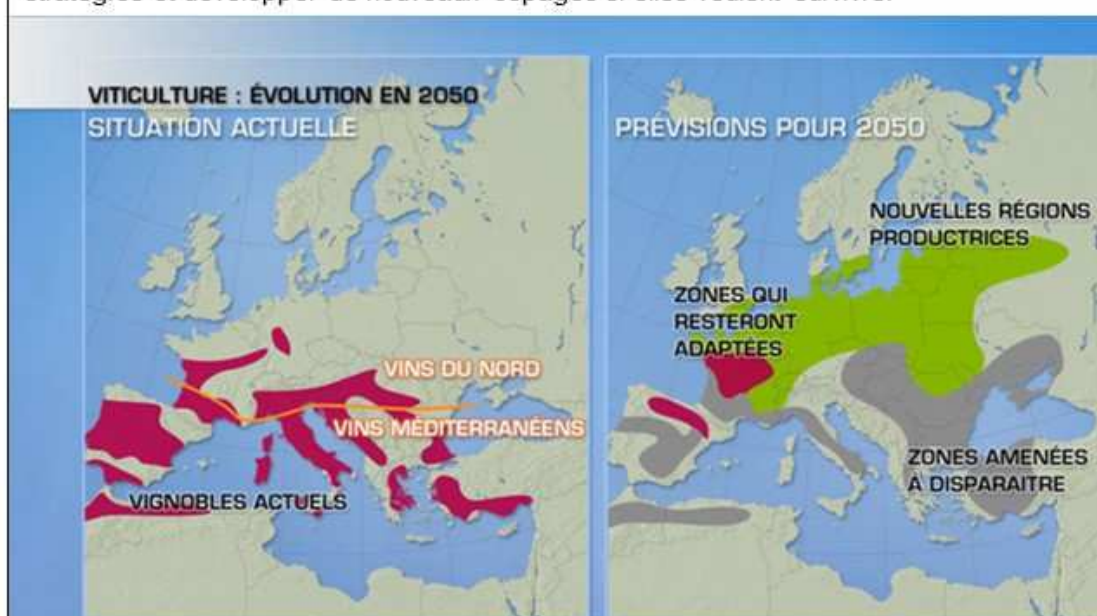 VITICULTURE : ÉVOLUTION EN 2050
SITUATION ACTUELLE
VINS DU NORD
VINS MÉDITERRANÉENS
VIGNOBLES ACTUELS
PRÉVISIONS POUR 2050
NOUVELLES RÉGIONS
PRODUCTRICES
ZONES QUI
RESTERONT
ADAPTÉES
ZONES AMENÉES
À DISPARAITRE